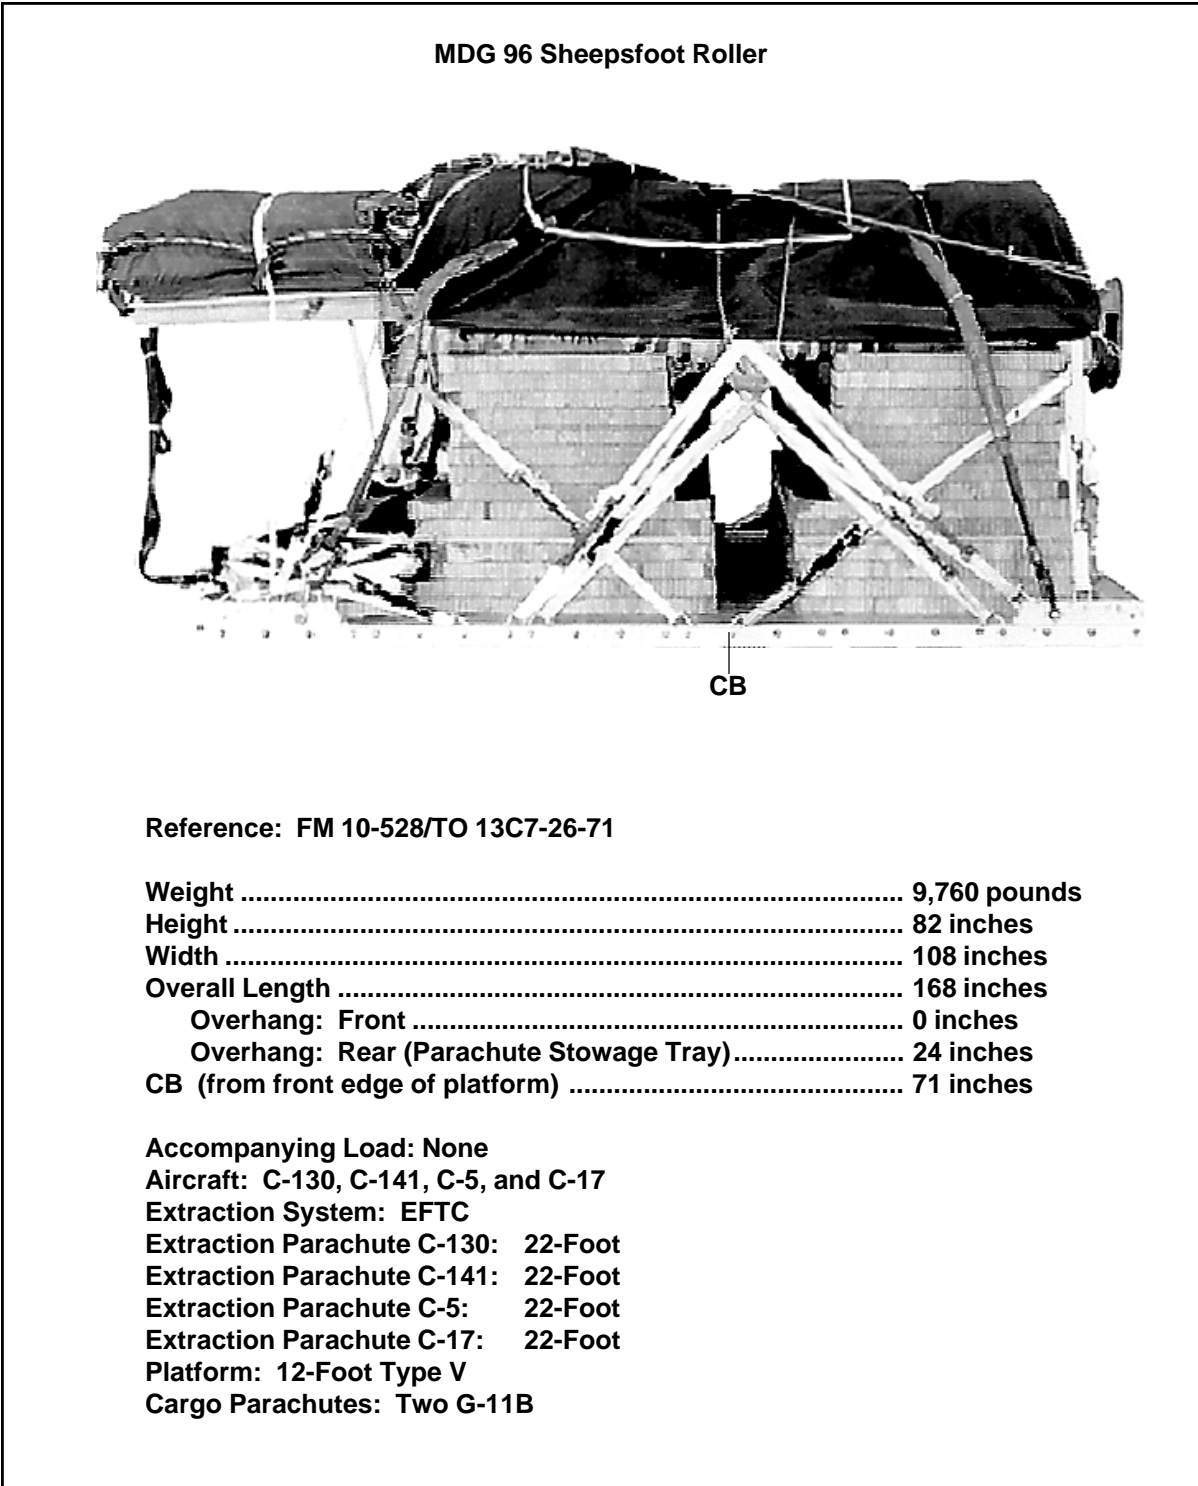 MDG 96 Sheepsfoot Roller
CB
Reference: FM 10-528/TO 13C7-26-71
Weight .......................................................................................... 9,760 pounds
Height ........................................................................................... 82 inches
Width ............................................................................................ 108 inches
Overall Length ............................................................................. 168 inches
Overhang: Front ................................................................... 0 inches
Overhang: Rear (Parachute Stowage Tray)....................... 24 inches
CB (from front edge of platform) ............................................. 71 inches
Accompanying Load: None
Aircraft: C-130, C-141, C-5, and C-17
Extraction System: EFTC
Extraction Parachute C-130: 22-Foot
Extraction Parachute C-141: 22-Foot
Extraction Parachute C-5: 22-Foot
Extraction Parachute C-17: 22-Foot
Platform: 12-Foot Type V
Cargo Parachutes: Two G-11B